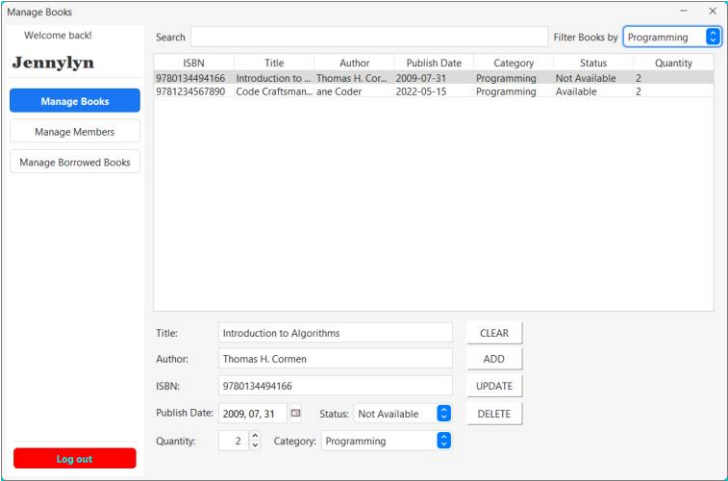 Manage Books
Welcome back!
Jennylyn
Manage Books
Manage Members
Manage Borrowed Books
Log out
Search Filter Books by Programming
ISBN Title Author Publish Date Category Status Quantity
9780134494166 Introduction to ... Thomas H. Cor... 2009-07-31 Programming Not Available 2
9781234567890 Code Craftsman... ane Coder 2022-05-15 Programming Available 2
Title: Introduction to Algorithms CLEAR
Author: Thomas H. Cormen ADD
ISBN: 9780134494166 UPDATE
Publish Date: 2009, 07, 31 Status: Not Available DELETE
Quantity: 2 Category: Programming